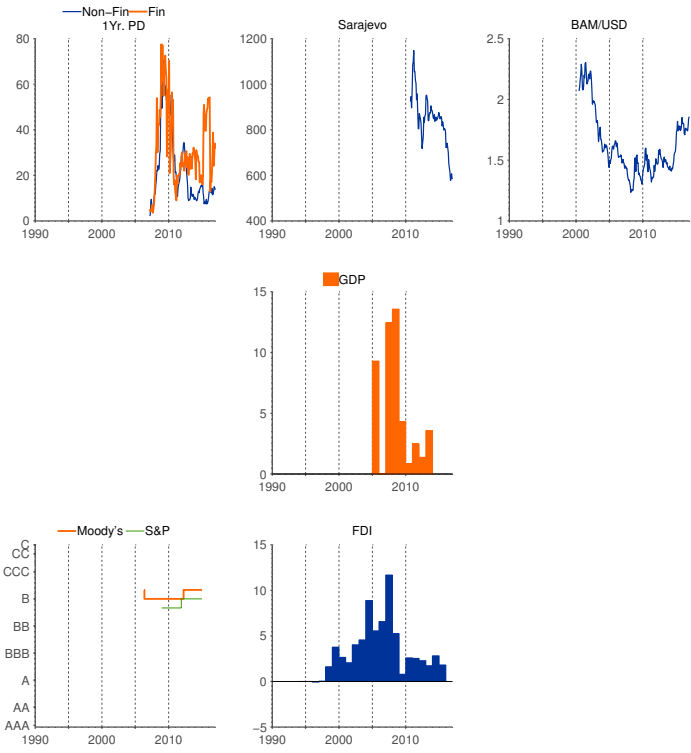 Non−Fin Fin
1Yr. PD
80
60
40
20
0
1990 2000 2010
Sarajevo
1200
1000
800
600
400
1990 2000 2010
BAM/USD
2.5
2
1.5
1
1990 2000 2010
GDP
15
10
5
0
1990 2000 2010
Moody's S&P
C
CC
CCC
B
BB
BBB
A
AA
AAA
1990 2000 2010
FDI
15
10
5
0
−5
1990 2000 2010